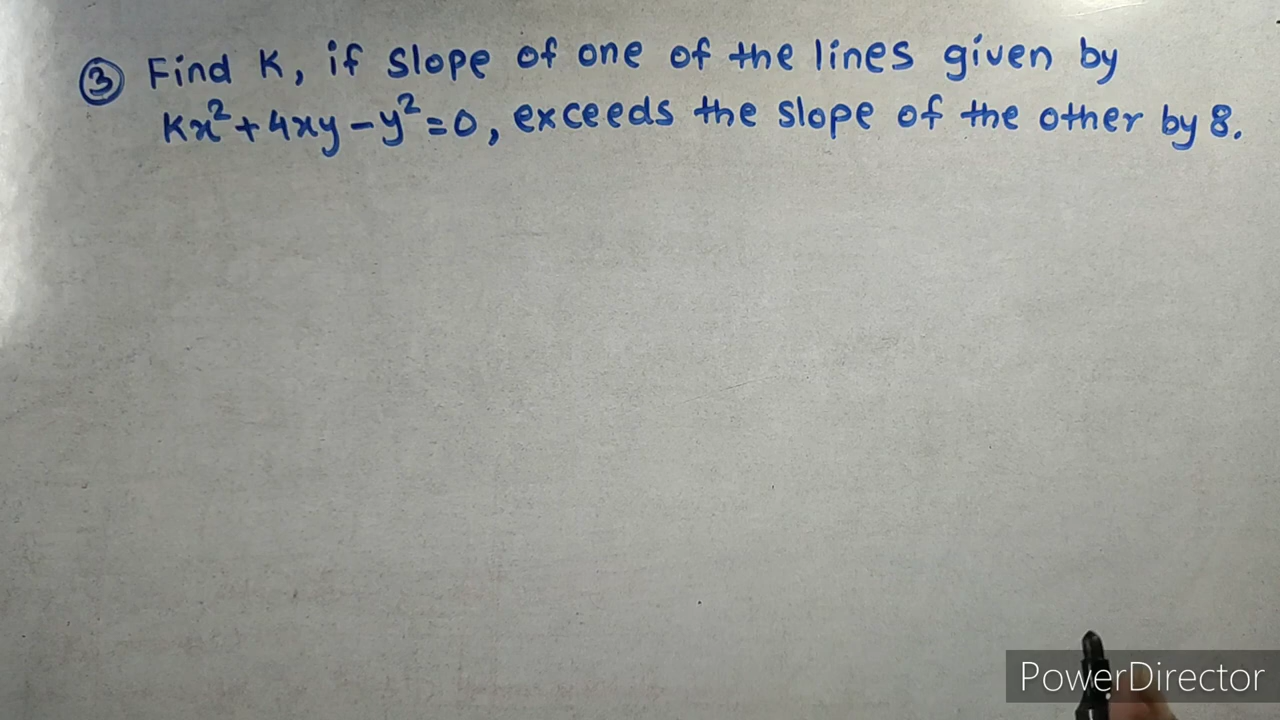 ③ Find K, if slope of one of the lines given by
Kx²+4xy-y²=0, exceeds the slope of the other by 8.
PowerDirector